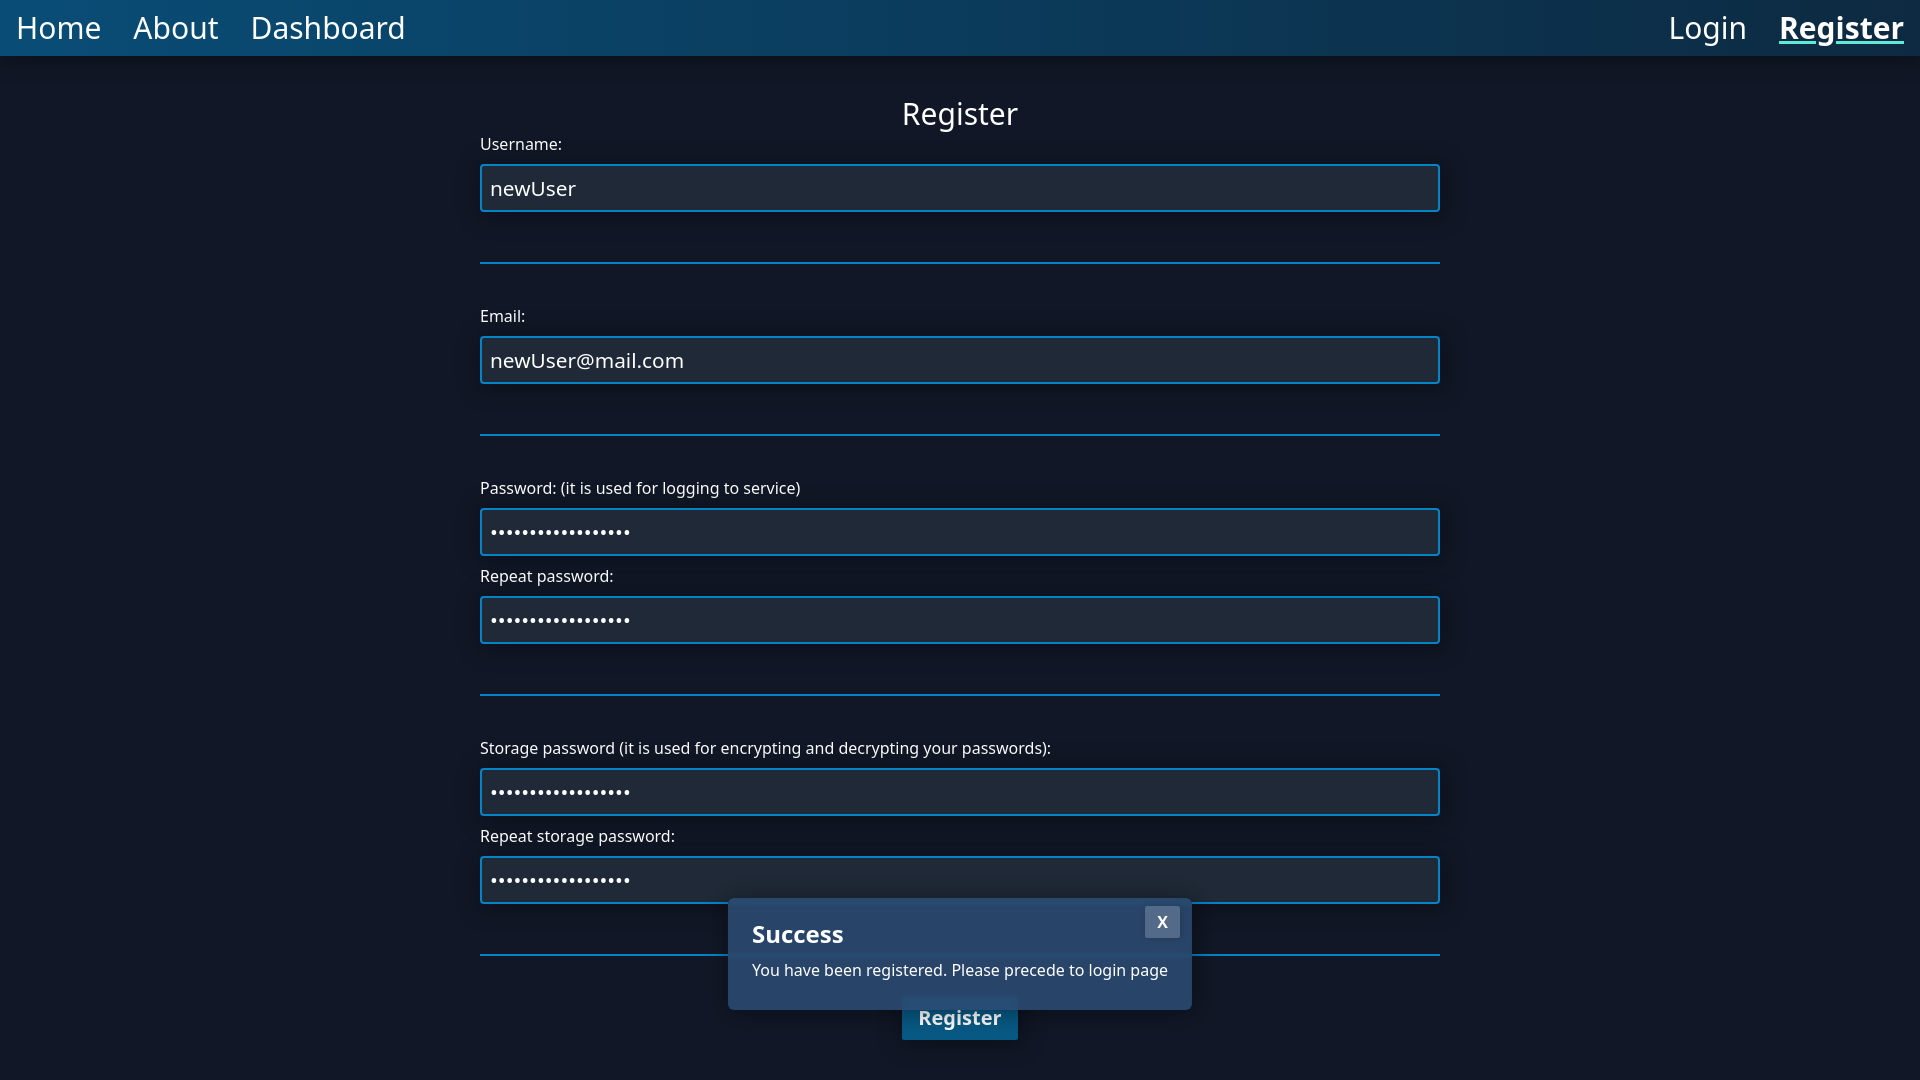 Home About Dashboard Login Register
Register
Username:
newUser
Email:
newUser@mail.com
Password: (it is used for logging to service)
••••••••••••••••••
Repeat password:
••••••••••••••••••
Storage password (it is used for encrypting and decrypting your passwords):
••••••••••••••••••
Repeat storage password:
••••••••••••••••••
X
Success
You have been registered. Please precede to login page
Register